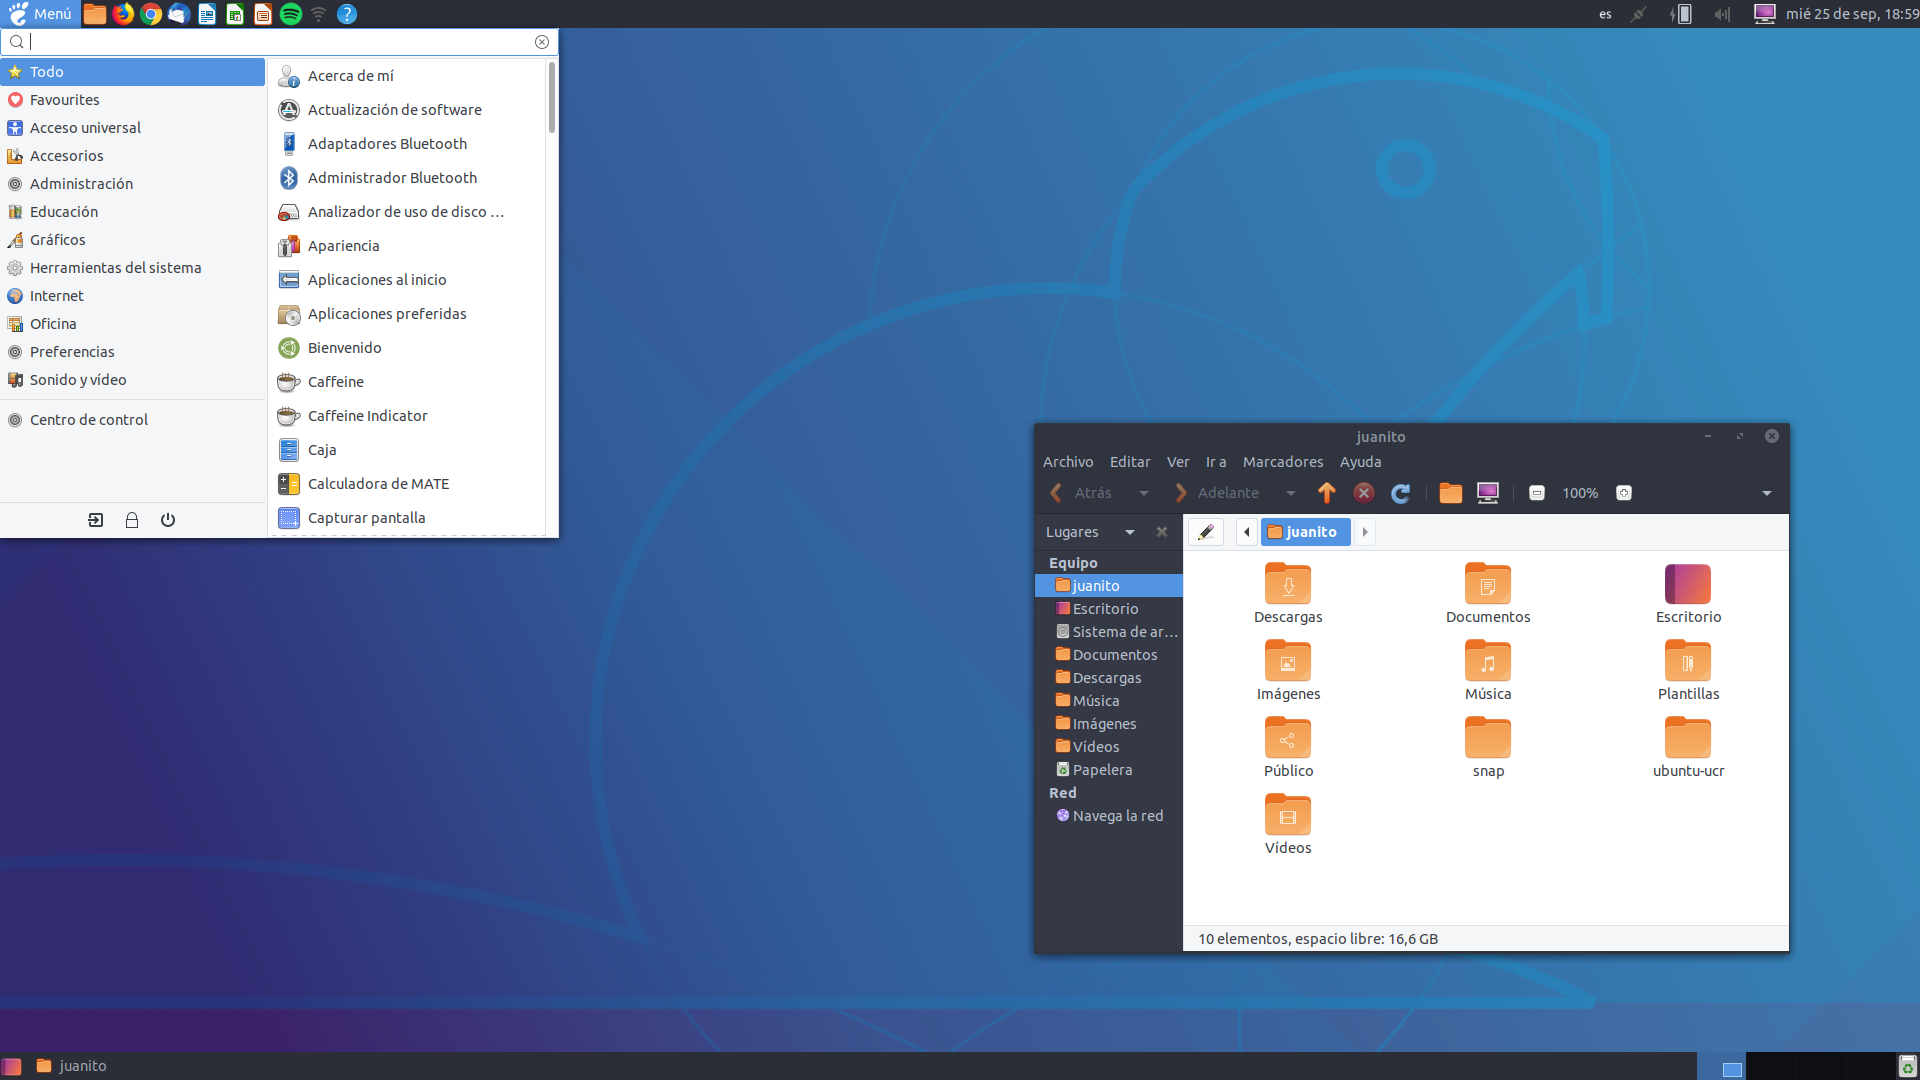 Menú
es
mié 25 de sep, 18:59
Todo
Favourites
Acceso universal
Accesorios
Administración
Educación
Gráficos
Herramientas del sistema
Internet
Oficina
Preferencias
Sonido y vídeo
Centro de control
Acerca de mí
Actualización de software
Adaptadores Bluetooth
Administrador Bluetooth
Analizador de uso de disco …
Apariencia
Aplicaciones al inicio
Aplicaciones preferidas
Bienvenido
Caffeine
Caffeine Indicator
Caja
Calculadora de MATE
Capturar pantalla
juanito
Archivo Editar Ver Ir a Marcadores Ayuda
Atrás Adelante 100%
Lugares
juanito
Equipo
juanito
Escritorio
Sistema de ar…
Documentos
Descargas
Música
Imágenes
Vídeos
Papelera
Red
Navega la red
Descargas Documentos Escritorio
Imágenes Música Plantillas
Público snap ubuntu-ucr
Vídeos
10 elementos, espacio libre: 16,6 GB
juanito